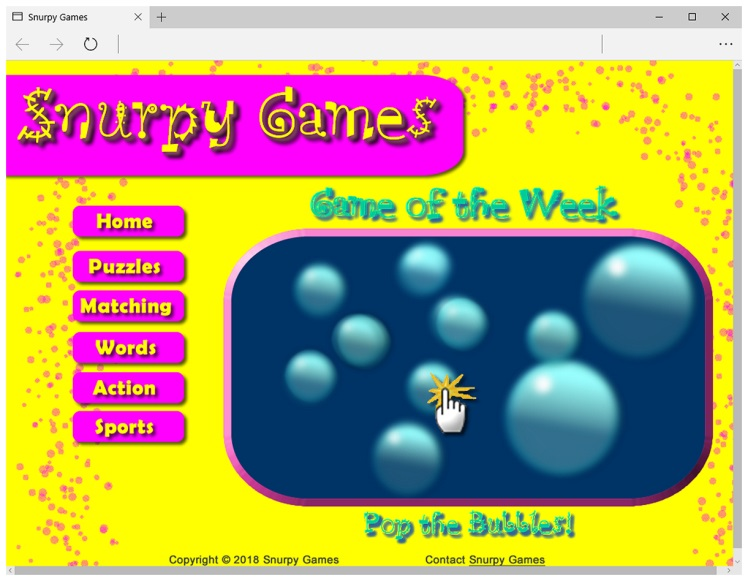 Snurpy Games
Snurpy Games
Game of the Week
Home
Puzzles
Matching
Words
Action
Sports
Pop the Bubbles!
Copyright © 2018 Snurpy Games
Contact Snurpy Games